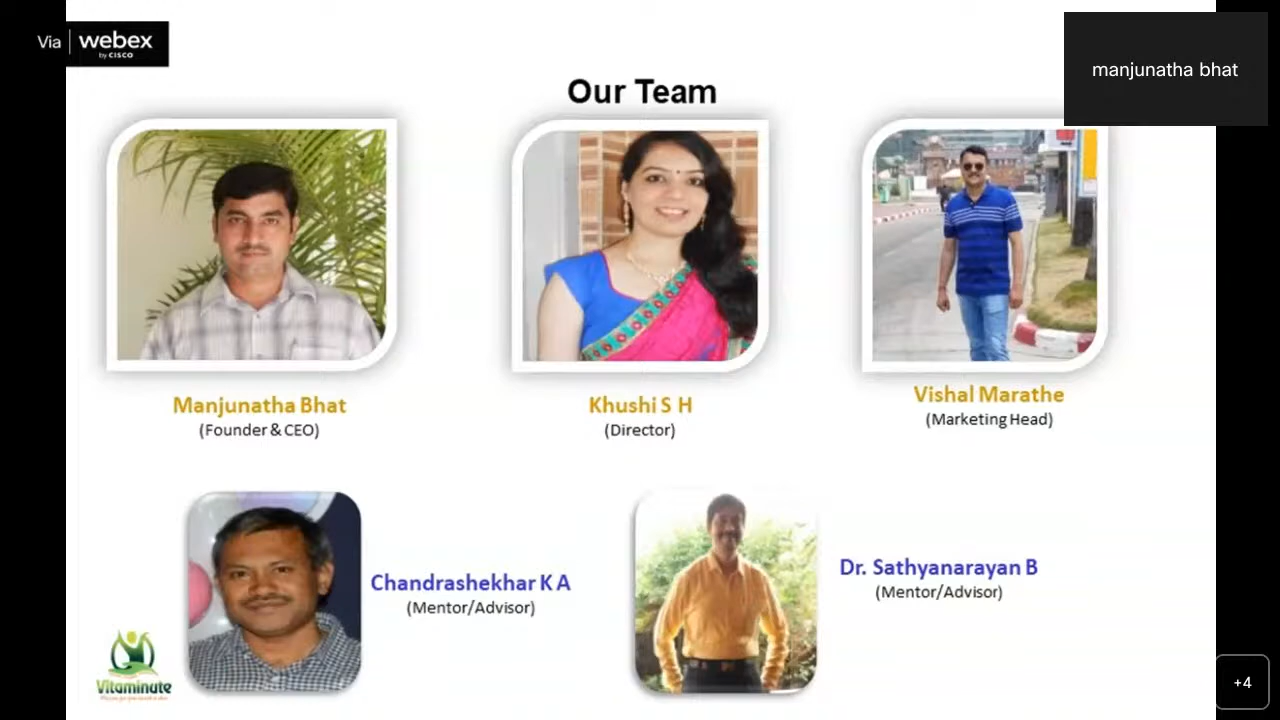 Via webex
by CISCO
manjunatha bhat
Our Team
Manjunatha Bhat
(Founder & CEO)
Khushi S H
(Director)
Vishal Marathe
(Marketing Head)
Chandrashekhar K A
(Mentor/Advisor)
Dr. Sathyanarayan B
(Mentor/Advisor)
Vitaminute
+4